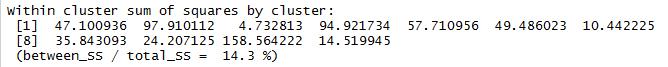 Within cluster sum of squares by cluster:
[1] 47.100936 97.910112 4.732813 94.921734 57.710956 49.486023 10.442225
[8] 35.843093 24.207125 158.564222 14.519945
(between_SS / total_SS = 14.3 %)